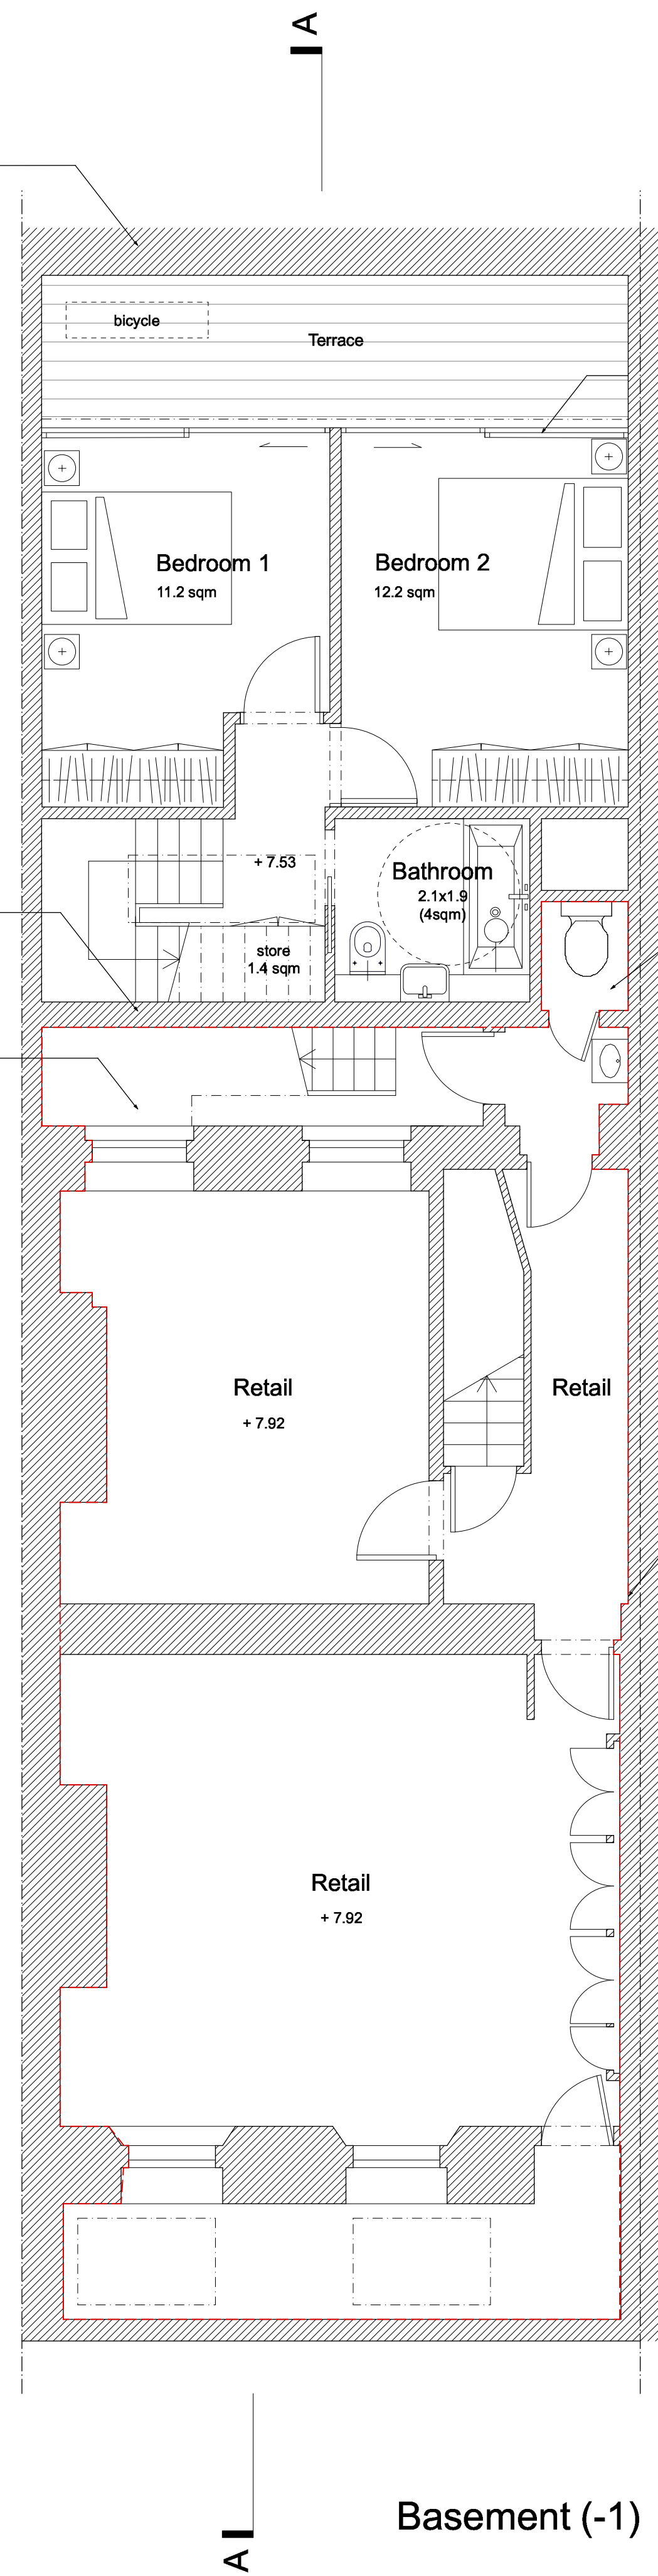 A
bicycle
Terrace
Bedroom 1
11.2 sqm
Bedroom 2
12.2 sqm
+ 7.53
Bathroom
2.1x1.9
(4sqm)
store
1.4 sqm
Retail
+ 7.92
Retail
Retail
+ 7.92
Basement (-1)
A